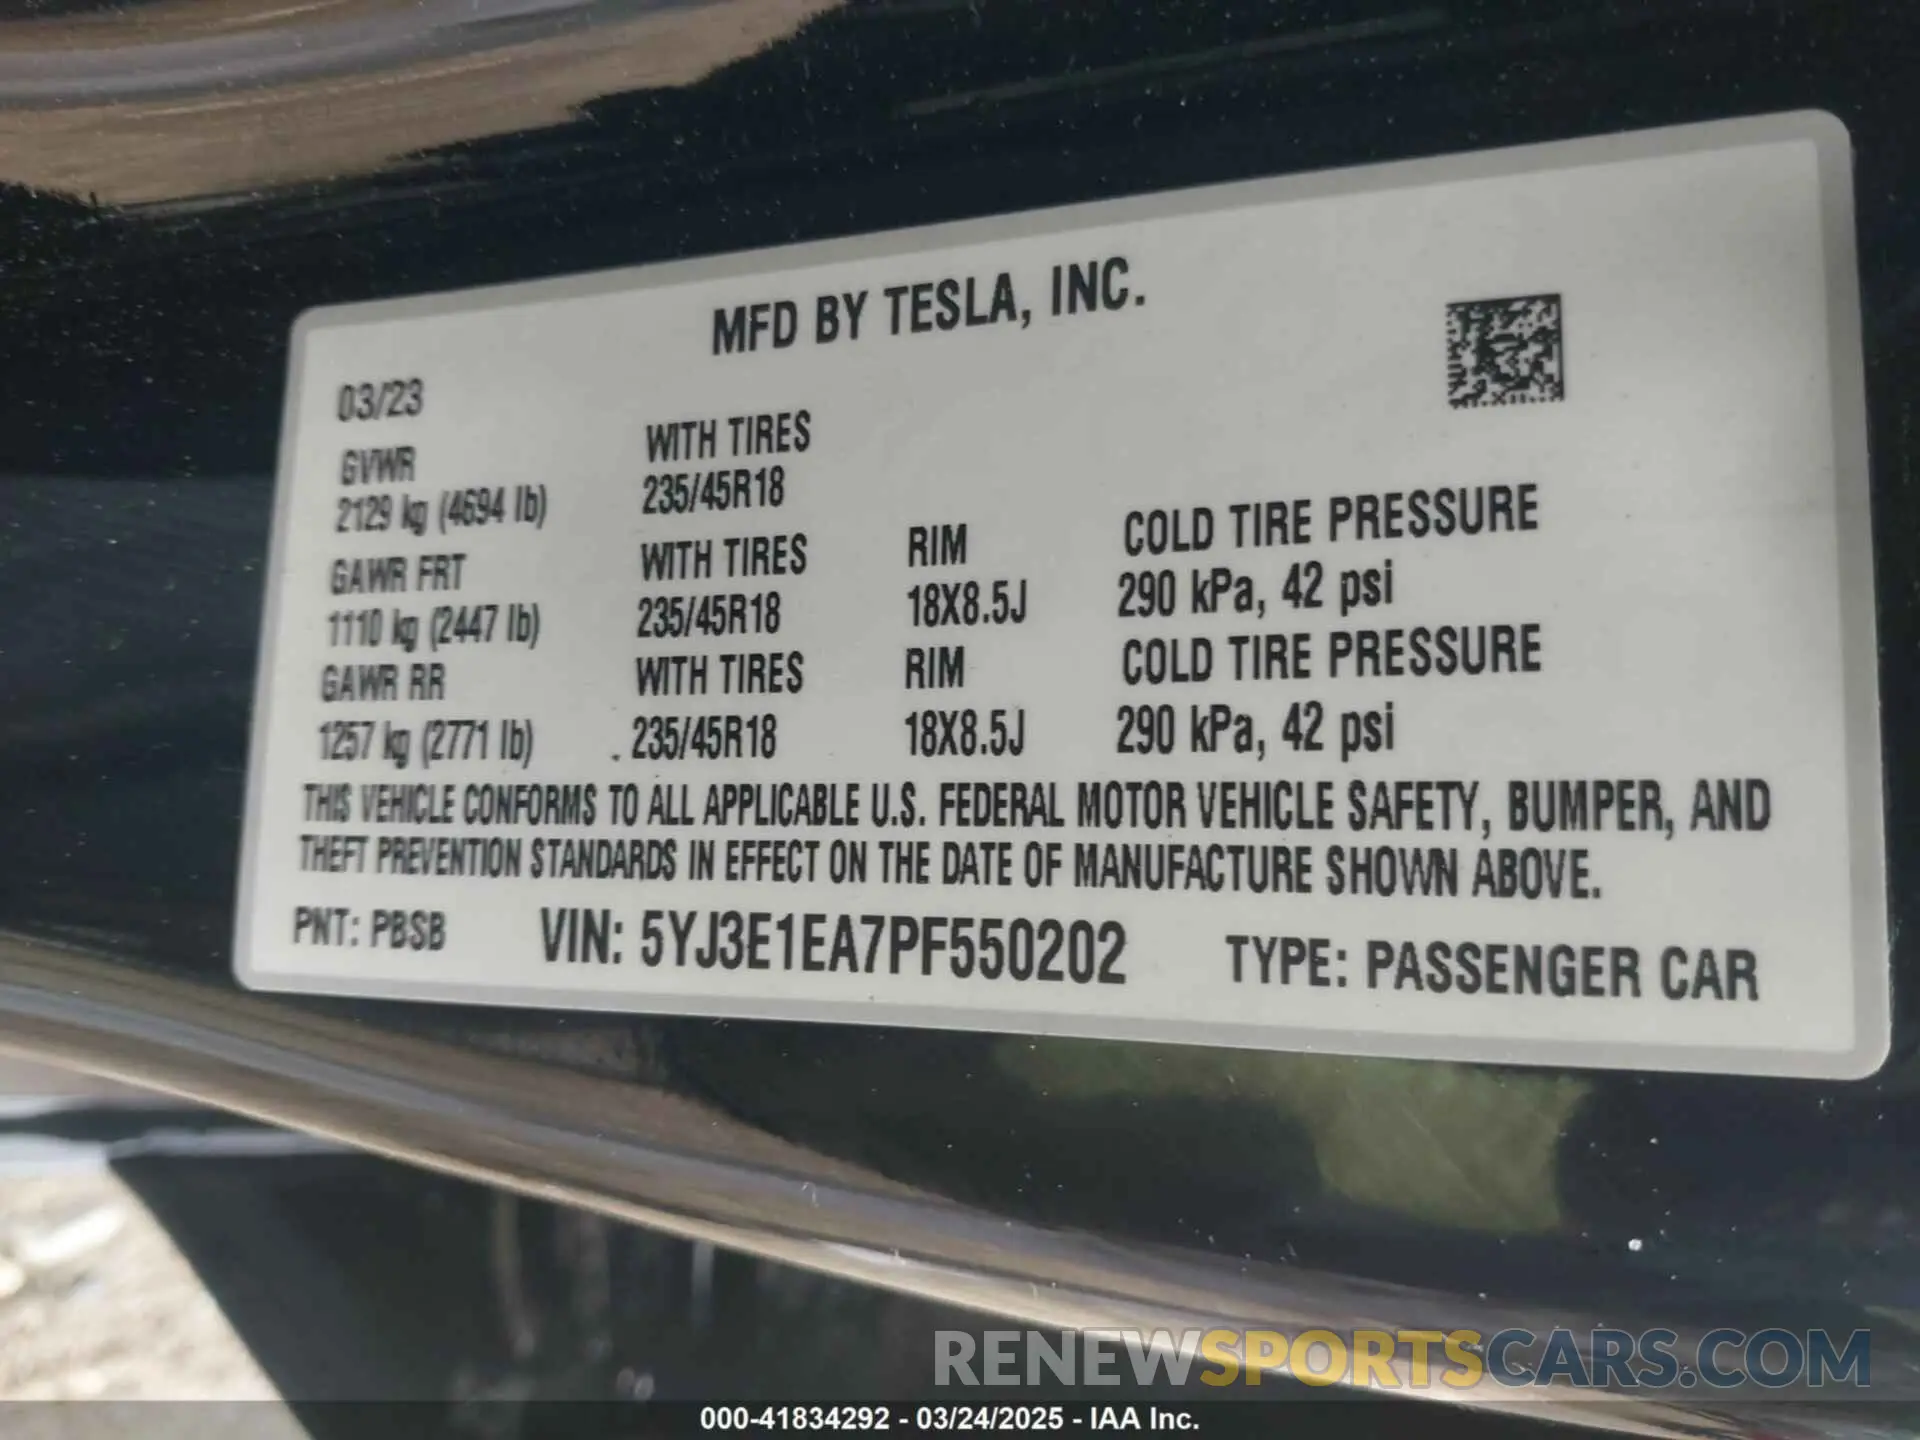 MFD BY TESLA, INC.
03/23
GVWR WITH TIRES
2129 kg (4694 lb) 235/45R18
GAWR FRT WITH TIRES RIM COLD TIRE PRESSURE
1110 kg (2447 lb) 235/45R18 18X8.5J 290 kPa, 42 psi
GAWR RR WITH TIRES RIM COLD TIRE PRESSURE
1257 kg (2771 lb) 235/45R18 18X8.5J 290 kPa, 42 psi
THIS VEHICLE CONFORMS TO ALL APPLICABLE U.S. FEDERAL MOTOR VEHICLE SAFETY, BUMPER, AND
THEFT PREVENTION STANDARDS IN EFFECT ON THE DATE OF MANUFACTURE SHOWN ABOVE.
PNT: PBSB VIN: 5YJ3E1EA7PF550202 TYPE: PASSENGER CAR
RENEWSPORTSCARS.COM
000-41834292 - 03/24/2025 - IAA Inc.